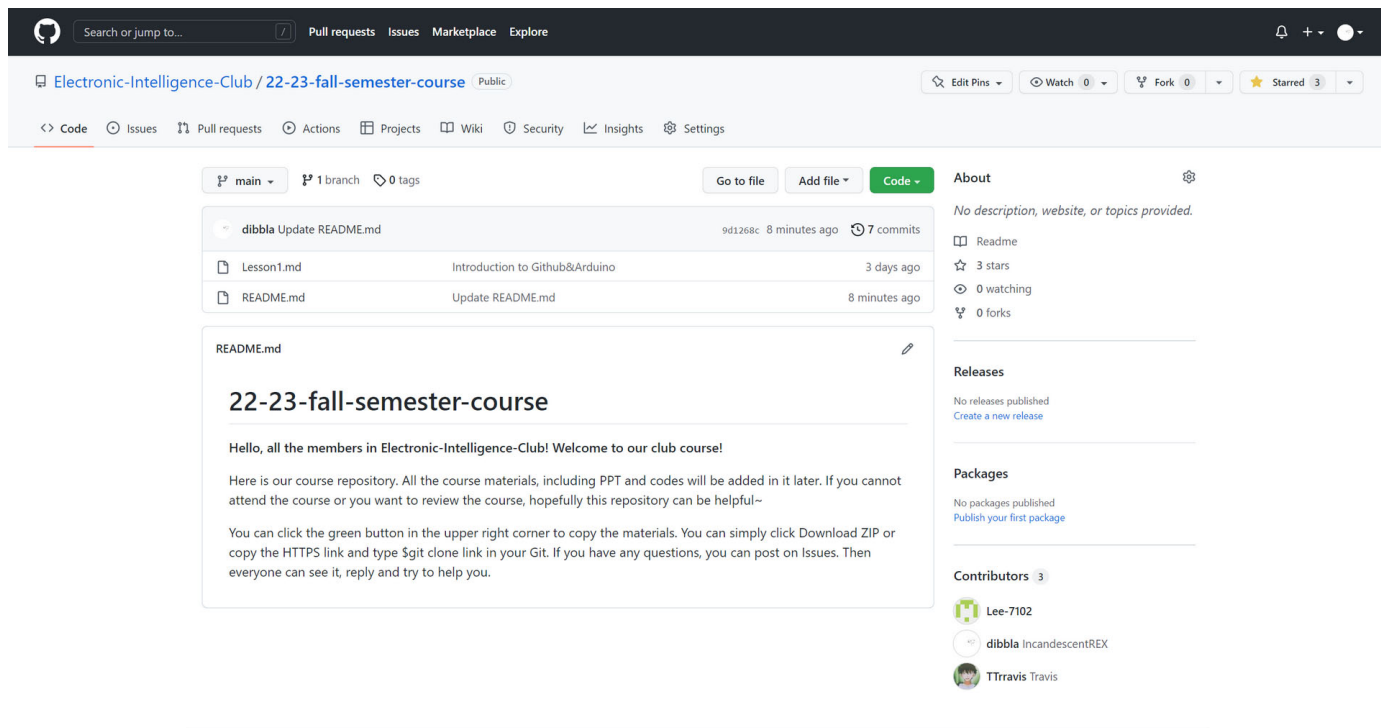 Search or jump to... / Pull requests Issues Marketplace Explore
Electronic-Intelligence-Club / 22-23-fall-semester-course Public Edit Pins Watch 0 Fork 0 Starred 3
<> Code Issues Pull requests Actions Projects Wiki Security Insights Settings
main 1 branch 0 tags Go to file Add file Code
dibbla Update README.md 9d1268c 8 minutes ago 7 commits
Lesson1.md Introduction to Github&Arduino 3 days ago
README.md Update README.md 8 minutes ago
README.md
22-23-fall-semester-course
Hello, all the members in Electronic-Intelligence-Club! Welcome to our club course!
Here is our course repository. All the course materials, including PPT and codes will be added in it later. If you cannot
attend the course or you want to review the course, hopefully this repository can be helpful~
You can click the green button in the upper right corner to copy the materials. You can simply click Download ZIP or
copy the HTTPS link and type $git clone link in your Git. If you have any questions, you can post on Issues. Then
everyone can see it, reply and try to help you.
About
No description, website, or topics provided.
Readme
3 stars
0 watching
0 forks
Releases
No releases published
Create a new release
Packages
No packages published
Publish your first package
Contributors 3
Lee-7102
dibbla IncandescentREX
TTrravis Travis